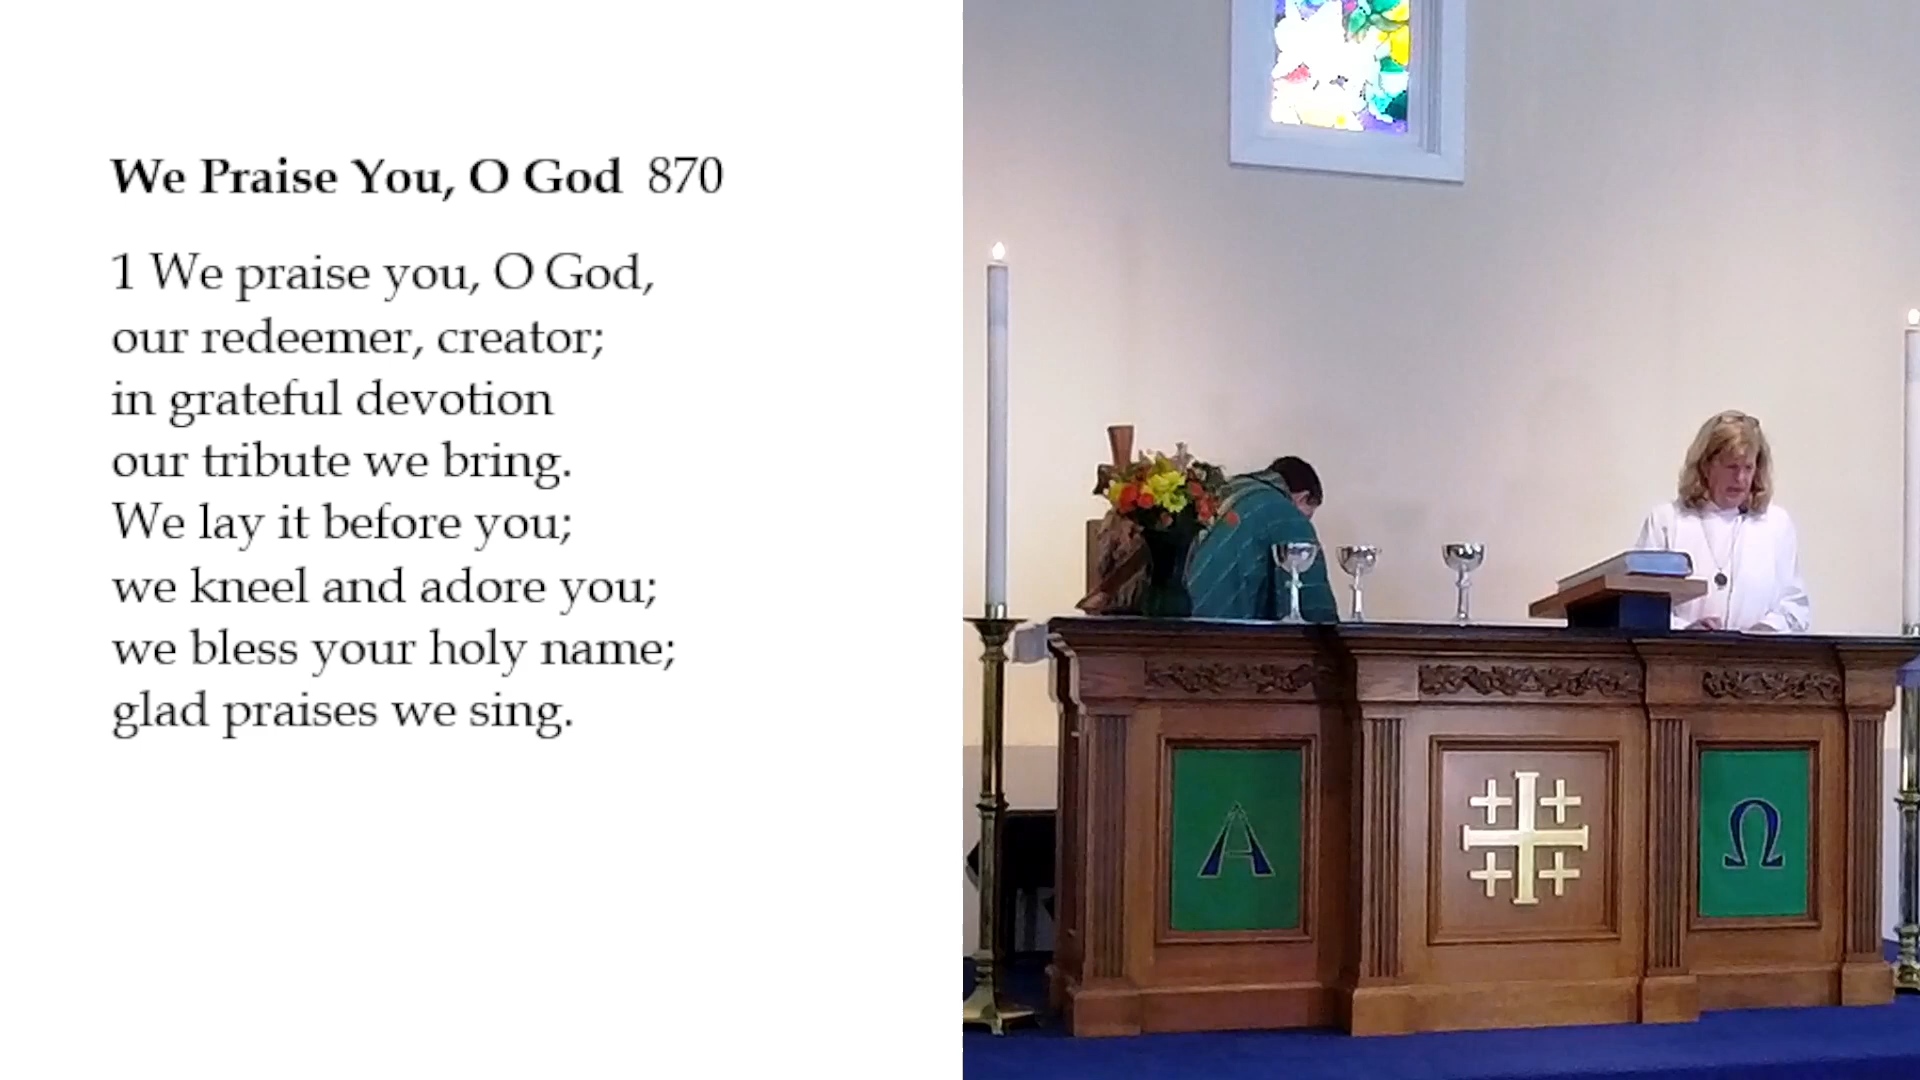 We Praise You, O God 870
1 We praise you, O God,
our redeemer, creator;
in grateful devotion
our tribute we bring.
We lay it before you;
we kneel and adore you;
we bless your holy name;
glad praises we sing.
Α
Ω